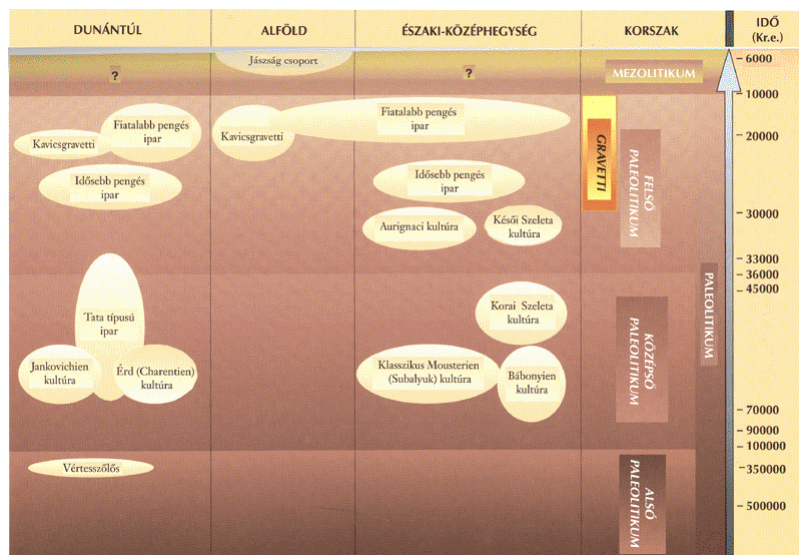 DUNÁNTÚL
ALFÖLD
ÉSZAKI-KÖZÉPHEGYSÉG
KORSZAK
IDŐ
(Kr.e.)
?
Jászság csoport
?
MEZOLITIKUM
6000
10000
Kavicsgravetti
Fiatalabb pengés
ipar
Kavicsgravetti
Fiatalabb pengés
ipar
GRAVETTI
FELSŐ
PALEOLITIKUM
20000
Idősebb pengés
ipar
Idősebb pengés
ipar
Aurignaci kultúra
Késői Szeleta
kultúra
30000
33000
36000
45000
PALEOLITIKUM
Tata típusú
ipar
Korai Szeleta
kultúra
KÖZÉPSŐ
PALEOLITIKUM
Jankovichien
kultúra
Érd (Charentien)
kultúra
Klasszikus Mousterien
(Subalyuk) kultúra
Bábonyien
kultúra
70000
90000
100000
Vértesszőlős
ALSÓ
PALEOLITIKUM
350000
500000